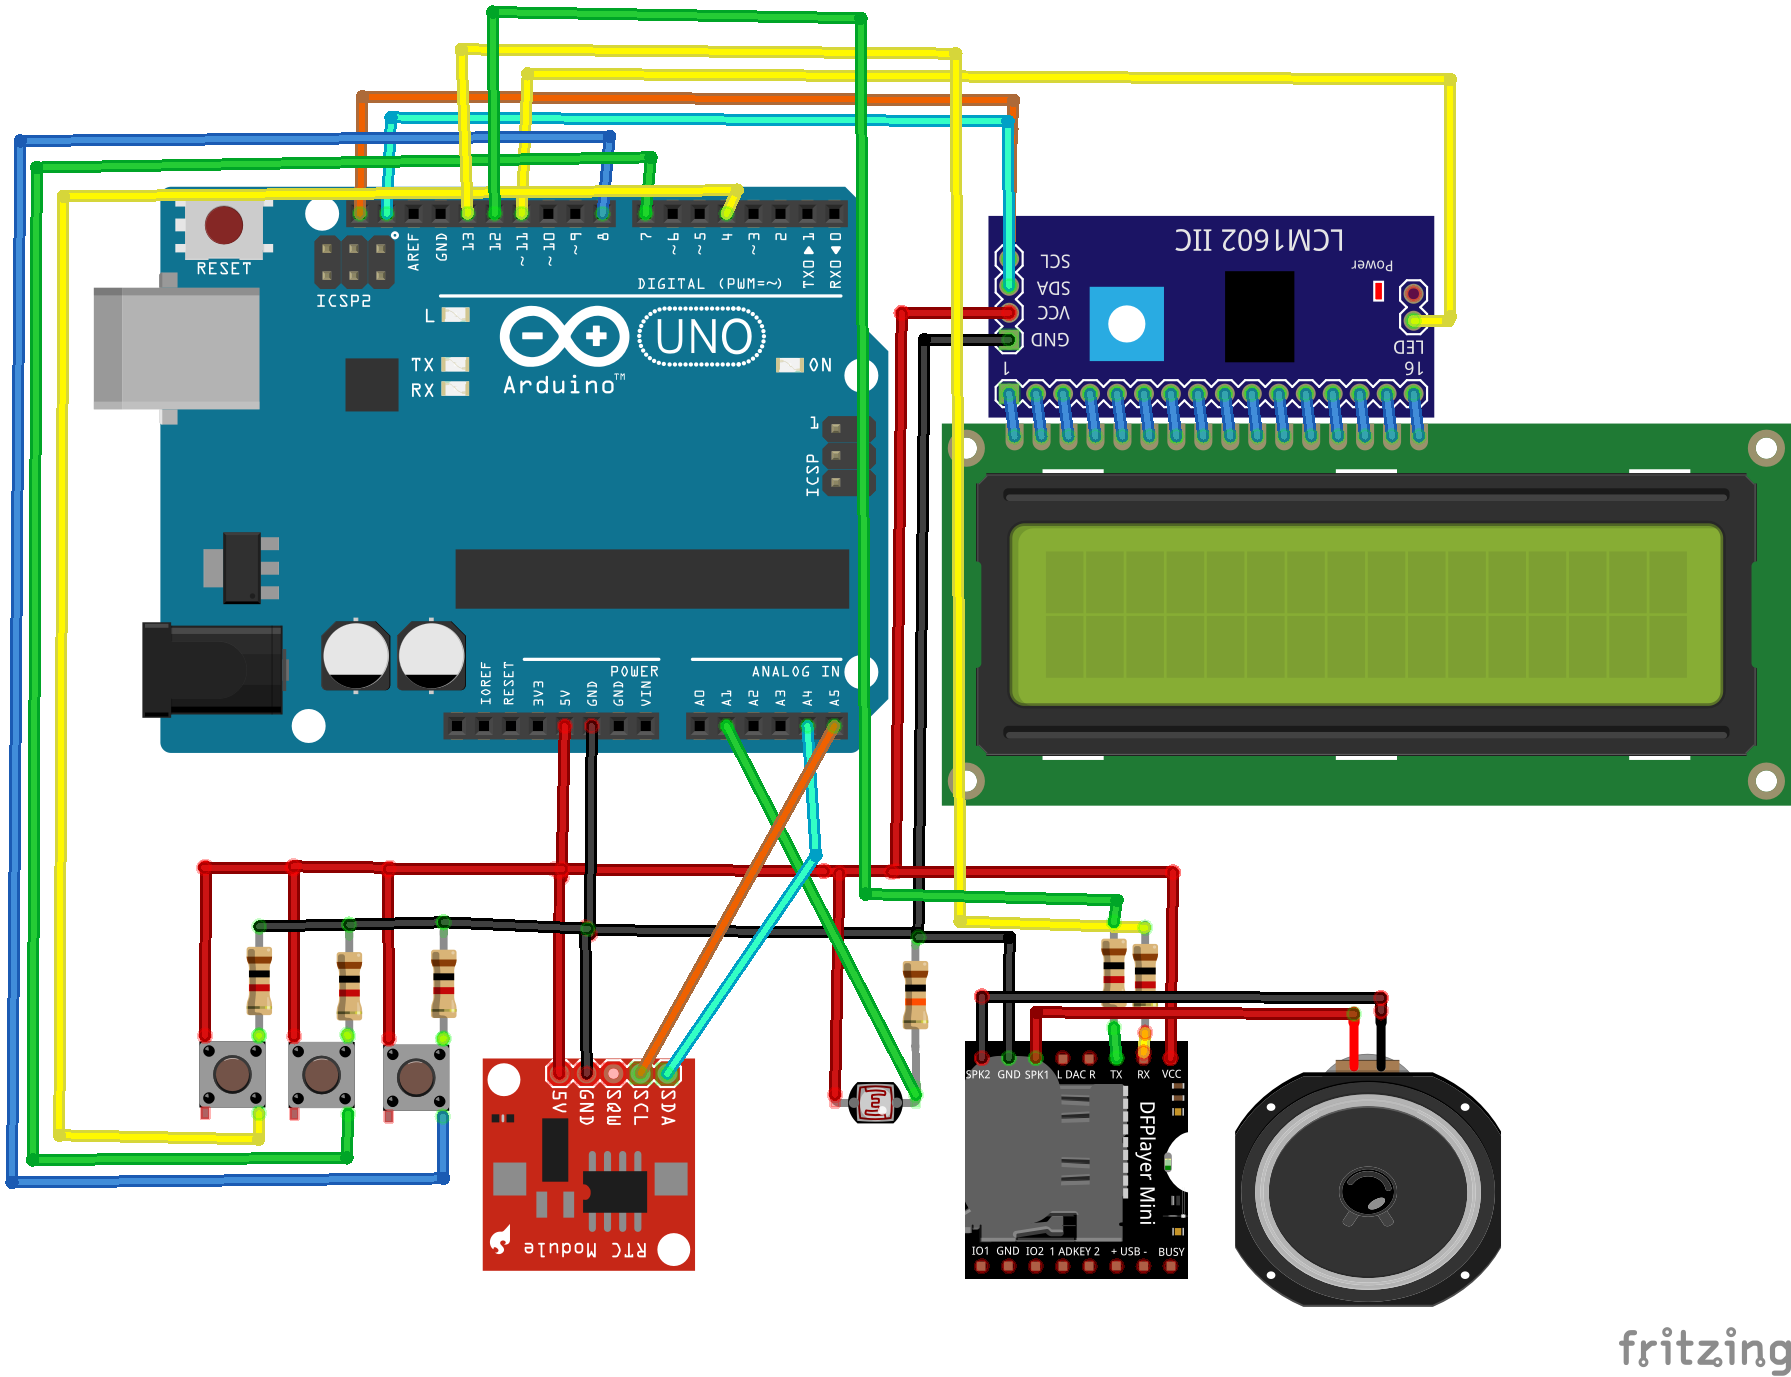 RESET
ICSP2
AREF
GND
13
12
~11
~10
~9
8
7
~6
~5
4
~3
2
TX0▶1
RX0◀0
DIGITAL (PWM=~)
L
TX
RX
UNO
Arduino™
ON
1
ICSP
IOREF
RESET
3V3
5V
GND
GND
VIN
POWER
A0
A1
A2
A3
A4
A5
ANALOG IN
LCM1602 IIC
SCL
SDA
VCC
GND
Power
LED
1
16
5V
GND
SQW
SCL
SDA
RTC Module
SPK2 GND SPK1 L DAC R TX RX VCC
DFPlayer Mini
IO1 GND IO2 1 ADKEY 2 + USB - BUSY
fritzing